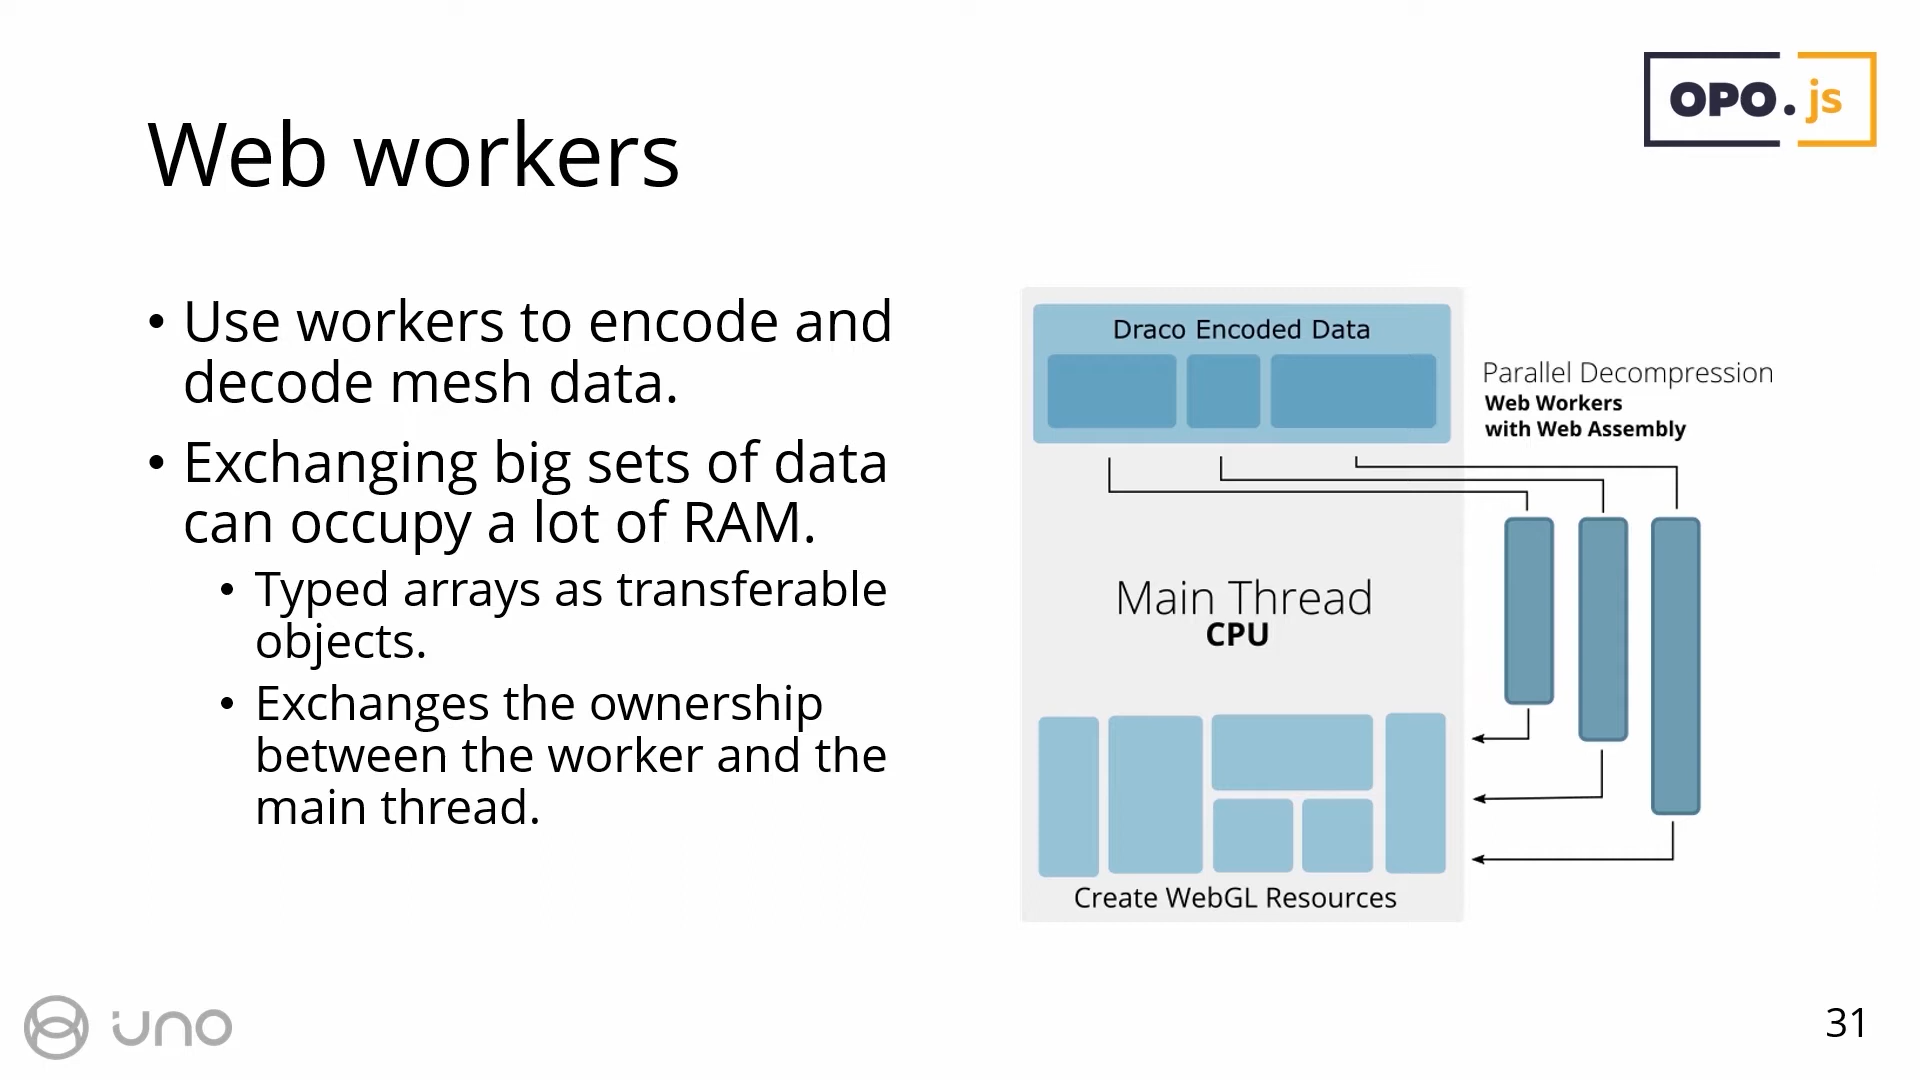 OPO.js
Web workers
• Use workers to encode and
decode mesh data.
• Exchanging big sets of data
can occupy a lot of RAM.
• Typed arrays as transferable
objects.
• Exchanges the ownership
between the worker and the
main thread.
Draco Encoded Data
Parallel Decompression
Web Workers
with Web Assembly
Main Thread
CPU
Create WebGL Resources
uno
31